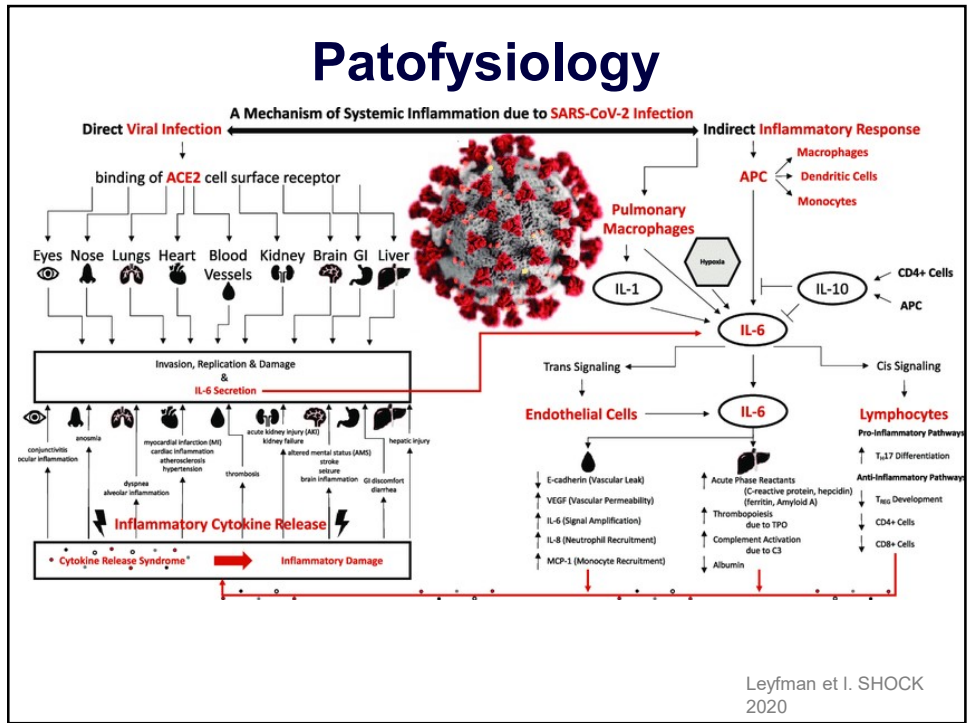 Patofysiology
A Mechanism of Systemic Inflammation due to SARS-CoV-2 Infection
Direct Viral Infection
Indirect Inflammatory Response
binding of ACE2 cell surface receptor
Eyes
Nose
Lungs
Heart
Blood
Vessels
Kidney
Brain
GI
Liver
Invasion, Replication & Damage
&
IL-6 Secretion
conjunctivitis
ocular inflammation
anosmia
dyspnea
alveolar inflammation
myocardial infarction (MI)
cardiac inflammation
atherosclerosis
hypertension
thrombosis
acute kidney injury (AKI)
kidney failure
altered mental status (AMS)
stroke
seizure
brain inflammation
GI discomfort
diarrhea
hepatic injury
Inflammatory Cytokine Release
Cytokine Release Syndrome
Inflammatory Damage
APC
Macrophages
Dendritic Cells
Monocytes
Pulmonary
Macrophages
Hypoxia
IL-1
IL-10
CD4+ Cells
APC
IL-6
Trans Signaling
Cis Signaling
Endothelial Cells
IL-6
Lymphocytes
E-cadherin (Vascular Leak)
VEGF (Vascular Permeability)
IL-6 (Signal Amplification)
IL-8 (Neutrophil Recruitment)
MCP-1 (Monocyte Recruitment)
Acute Phase Reactants
(C-reactive protein, hepcidin)
(ferritin, Amyloid A)
Thrombopoiesis
due to TPO
Complement Activation
due to C3
Albumin
Pro-Inflammatory Pathways
TH17 Differentiation
Anti-Inflammatory Pathways
TREG Development
CD4+ Cells
CD8+ Cells
Leyfman et l. SHOCK
2020